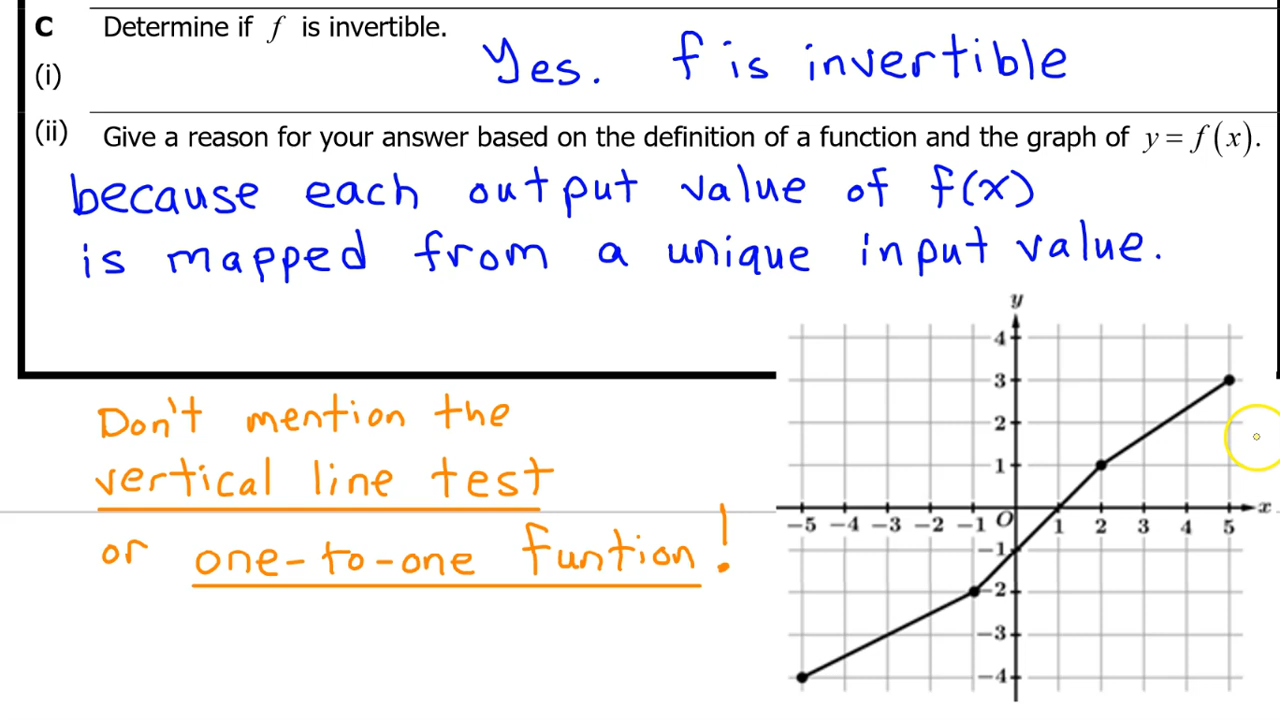 C Determine if f is invertible.
(i) Yes. f is invertible
(ii) Give a reason for your answer based on the definition of a function and the graph of y = f(x).
because each output value of f(x)
is mapped from a unique input value.
Don't mention the
vertical line test
or one-to-one funtion!
y
4
3
2
1
-5 -4 -3 -2 -1 O 1 2 3 4 5 x
-1
-2
-3
-4